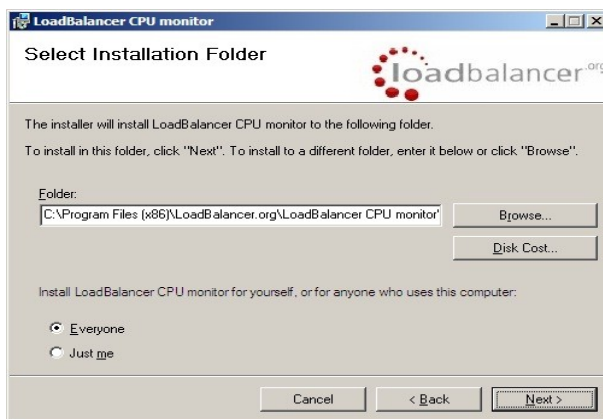 LoadBalancer CPU monitor
Select Installation Folder
loadbalancer.org
The installer will install LoadBalancer CPU monitor to the following folder.
To install in this folder, click "Next". To install to a different folder, enter it below or click "Browse".
Folder:
C:\Program Files (x86)\LoadBalancer.org\LoadBalancer CPU monitor\
Browse...
Disk Cost...
Install LoadBalancer CPU monitor for yourself, or for anyone who uses this computer:
Everyone
Just me
Cancel
< Back
Next >